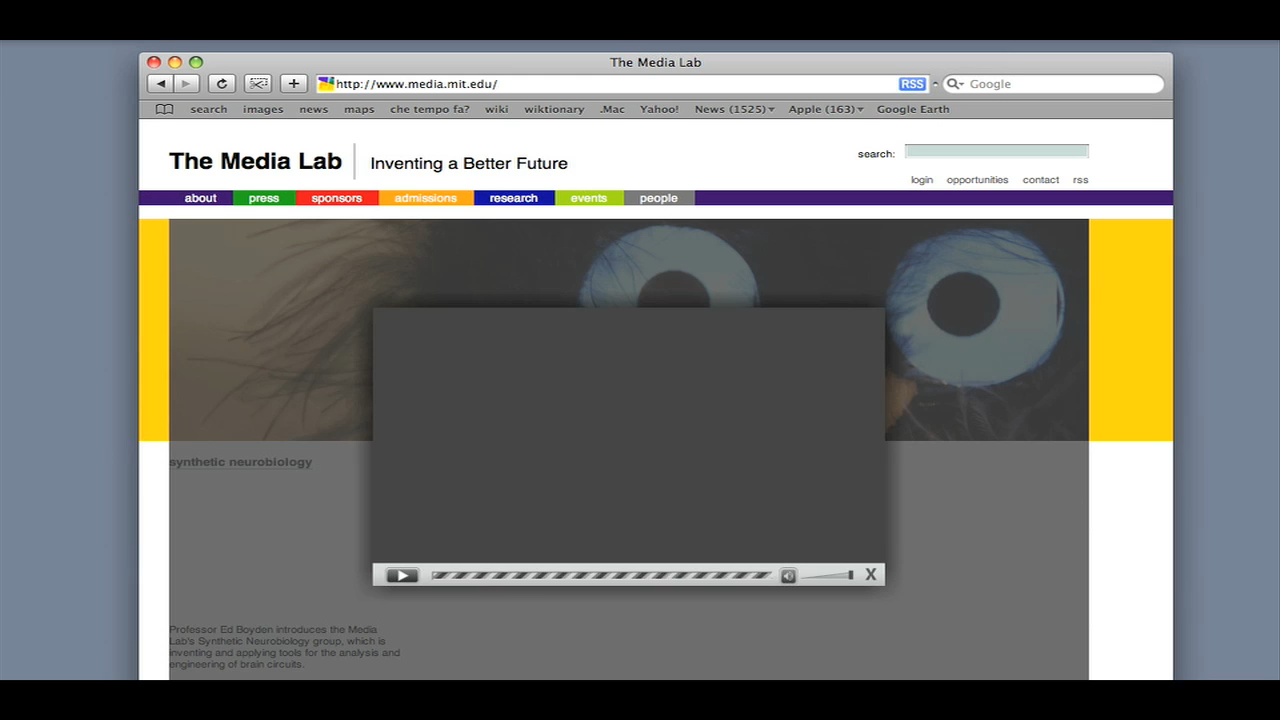 The Media Lab
http://www.media.mit.edu/
RSS
Google
search images news maps che tempo fa? wiki wiktionary .Mac Yahoo! News (1525) Apple (163) Google Earth
The Media Lab
Inventing a Better Future
search:
login opportunities contact rss
about press sponsors admissions research events people
synthetic neurobiology
X
Professor Ed Boyden introduces the Media
Lab's Synthetic Neurobiology group, which is
inventing and applying tools for the analysis and
engineering of brain circuits.